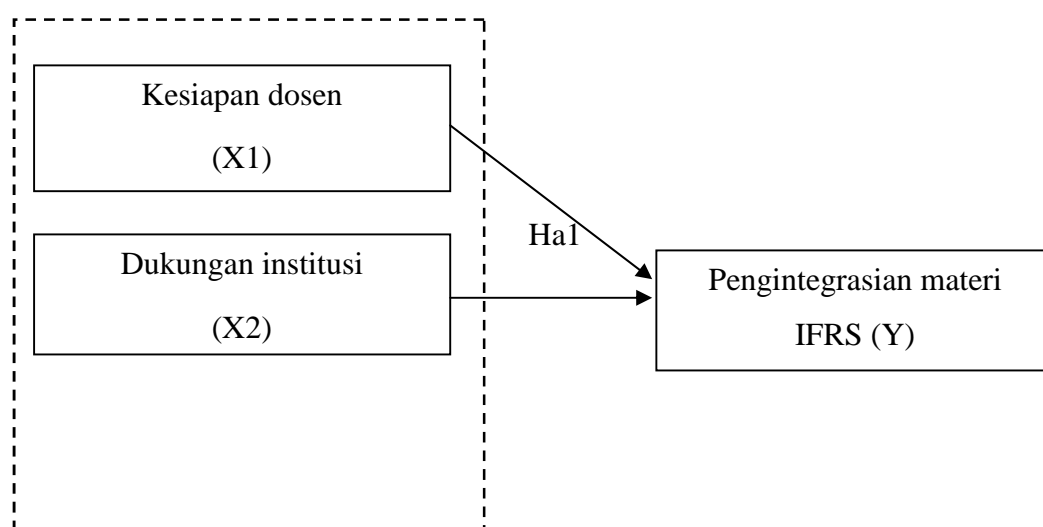 Kesiapan dosen
(X1)
Ha1
Dukungan institusi
(X2)
Pengintegrasian materi
IFRS (Y)